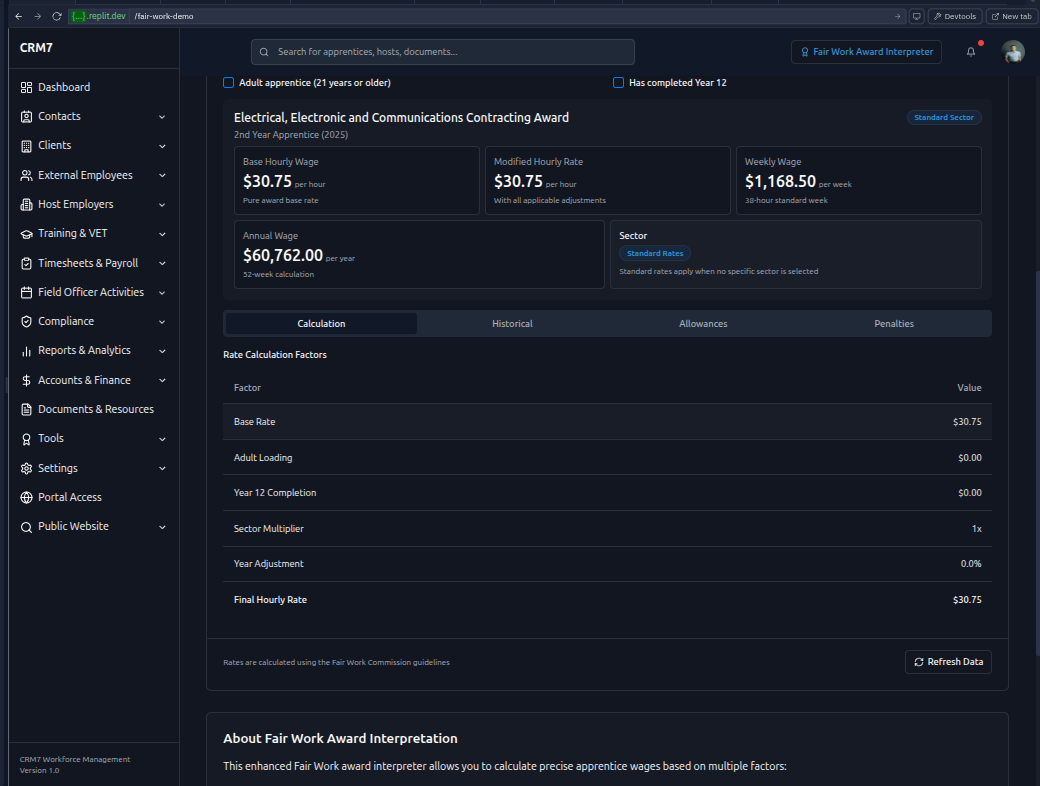 {...}.replit.dev /fair-work-demo
Devtools
New tab
CRM7
Search for apprentices, hosts, documents...
Fair Work Award Interpreter
Dashboard
Contacts
Clients
External Employees
Host Employers
Training & VET
Timesheets & Payroll
Field Officer Activities
Compliance
Reports & Analytics
Accounts & Finance
Documents & Resources
Tools
Settings
Portal Access
Public Website
CRM7 Workforce Management
Version 1.0
Adult apprentice (21 years or older)
Has completed Year 12
Electrical, Electronic and Communications Contracting Award
Standard Sector
2nd Year Apprentice (2025)
Base Hourly Wage
$30.75 per hour
Pure award base rate
Modified Hourly Rate
$30.75 per hour
With all applicable adjustments
Weekly Wage
$1,168.50 per week
38-hour standard week
Annual Wage
$60,762.00 per year
52-week calculation
Sector
Standard Rates
Standard rates apply when no specific sector is selected
Calculation
Historical
Allowances
Penalties
Rate Calculation Factors
Factor Value
Base Rate $30.75
Adult Loading $0.00
Year 12 Completion $0.00
Sector Multiplier 1x
Year Adjustment 0.0%
Final Hourly Rate $30.75
Rates are calculated using the Fair Work Commission guidelines
Refresh Data
About Fair Work Award Interpretation
This enhanced Fair Work award interpreter allows you to calculate precise apprentice wages based on multiple factors: